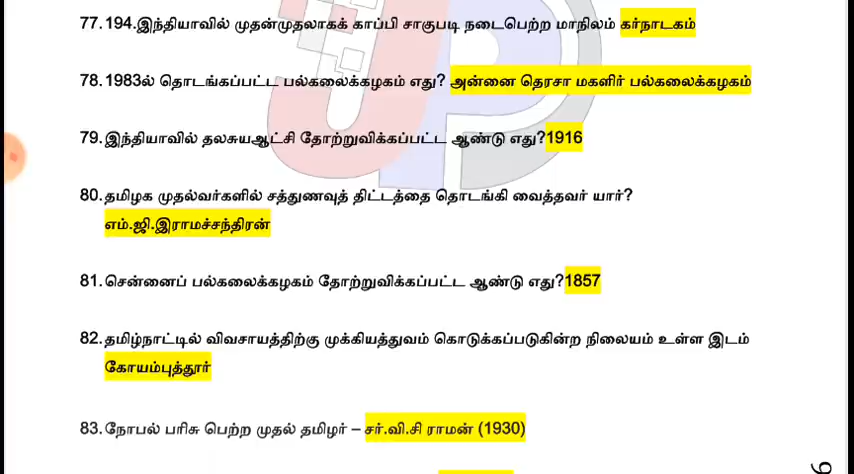 77.194.இந்தியாவில் முதன்முதலாகக் காப்பி சாகுபடி நடைபெற்ற மாநிலம் கர்நாடகம்
78.1983ல் தொடங்கப்பட்ட பல்கலைக்கழகம் எது? அன்னை தெரசா மகளிர் பல்கலைக்கழகம்
79.இந்தியாவில் தலசுயஆட்சி தோற்றுவிக்கப்பட்ட ஆண்டு எது?1916
80.தமிழக முதல்வர்களில் சத்துணவுத் திட்டத்தை தொடங்கி வைத்தவர் யார்?
எம்.ஜி.இராமச்சந்திரன்
81.சென்னைப் பல்கலைக்கழகம் தோற்றுவிக்கப்பட்ட ஆண்டு எது?1857
82.தமிழ்நாட்டில் விவசாயத்திற்கு முக்கியத்துவம் கொடுக்கப்படுகின்ற நிலையம் உள்ள இடம்
கோயம்புத்தூர்
83.நோபல் பரிசு பெற்ற முதல் தமிழர் – சர்.வி.சி ராமன் (1930)